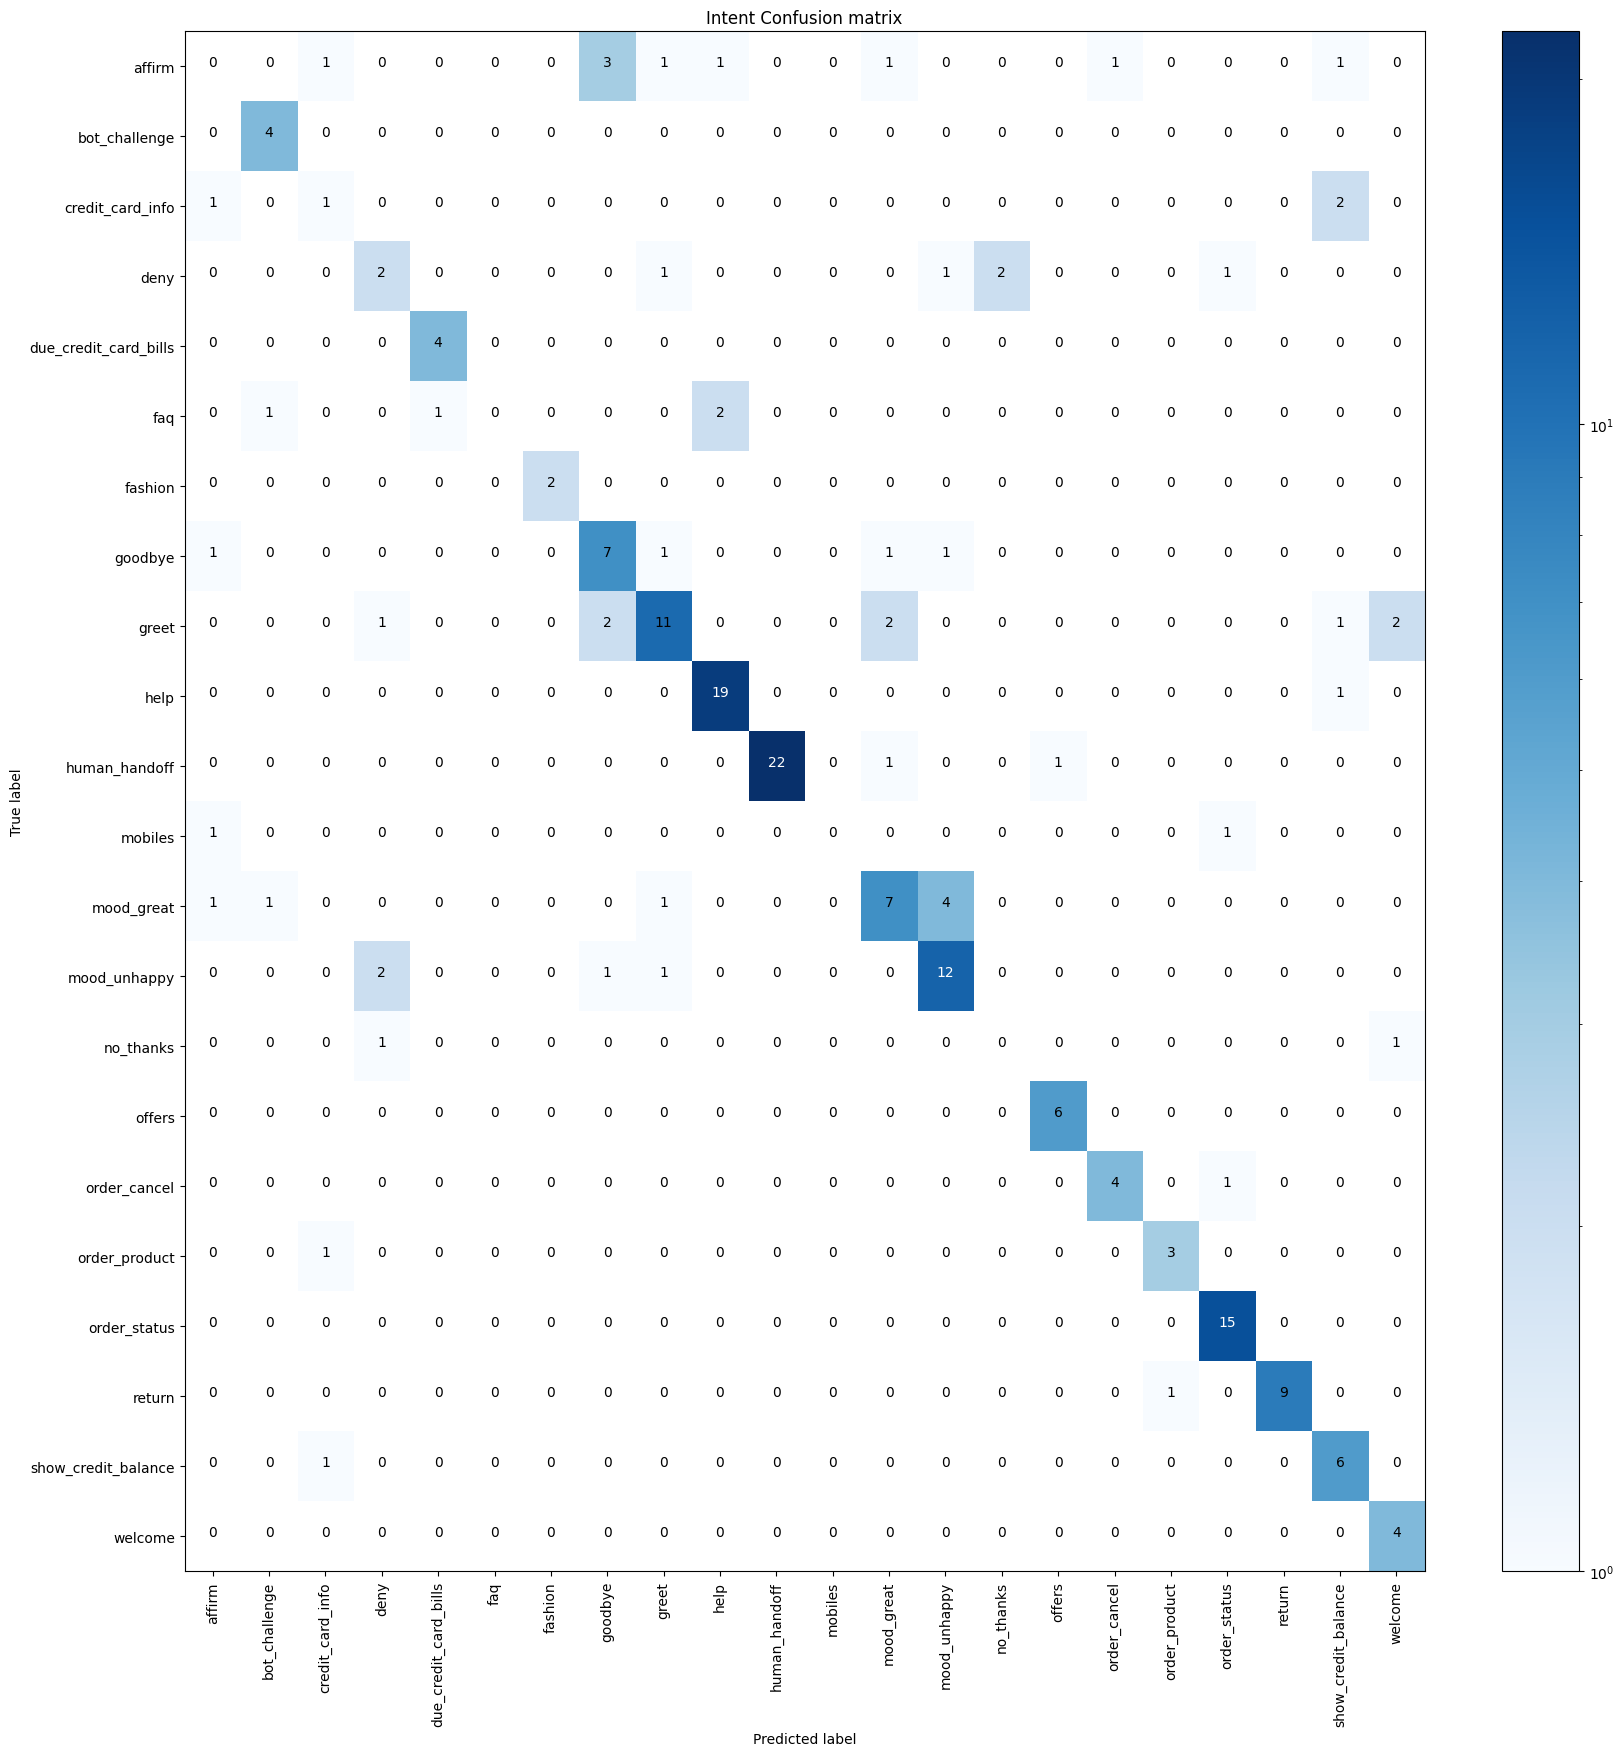 Intent Confusion matrix
affirm 0 0 1 0 0 0 0 3 1 1 0 0 1 0 0 0 1 0 0 0 1 0
bot_challenge 0 4 0 0 0 0 0 0 0 0 0 0 0 0 0 0 0 0 0 0 0 0
credit_card_info 1 0 1 0 0 0 0 0 0 0 0 0 0 0 0 0 0 0 0 0 2 0
deny 0 0 0 2 0 0 0 0 1 0 0 0 0 1 2 0 0 0 1 0 0 0
due_credit_card_bills 0 0 0 0 4 0 0 0 0 0 0 0 0 0 0 0 0 0 0 0 0 0
faq 0 1 0 0 1 0 0 0 0 2 0 0 0 0 0 0 0 0 0 0 0 0
fashion 0 0 0 0 0 0 2 0 0 0 0 0 0 0 0 0 0 0 0 0 0 0
goodbye 1 0 0 0 0 0 0 7 1 0 0 0 1 1 0 0 0 0 0 0 0 0
greet 0 0 0 1 0 0 0 2 11 0 0 0 2 0 0 0 0 0 0 0 1 2
help 0 0 0 0 0 0 0 0 0 19 0 0 0 0 0 0 0 0 0 0 1 0
human_handoff 0 0 0 0 0 0 0 0 0 0 22 0 1 0 0 1 0 0 0 0 0 0
mobiles 1 0 0 0 0 0 0 0 0 0 0 0 0 0 0 0 0 0 1 0 0 0
mood_great 1 1 0 0 0 0 0 0 1 0 0 0 7 4 0 0 0 0 0 0 0 0
mood_unhappy 0 0 0 2 0 0 0 1 1 0 0 0 0 12 0 0 0 0 0 0 0 0
no_thanks 0 0 0 1 0 0 0 0 0 0 0 0 0 0 0 0 0 0 0 0 0 1
offers 0 0 0 0 0 0 0 0 0 0 0 0 0 0 0 6 0 0 0 0 0 0
order_cancel 0 0 0 0 0 0 0 0 0 0 0 0 0 0 0 0 4 0 1 0 0 0
order_product 0 0 1 0 0 0 0 0 0 0 0 0 0 0 0 0 0 3 0 0 0 0
order_status 0 0 0 0 0 0 0 0 0 0 0 0 0 0 0 0 0 0 15 0 0 0
return 0 0 0 0 0 0 0 0 0 0 0 0 0 0 0 0 0 1 0 9 0 0
show_credit_balance 0 0 1 0 0 0 0 0 0 0 0 0 0 0 0 0 0 0 0 0 6 0
welcome 0 0 0 0 0 0 0 0 0 0 0 0 0 0 0 0 0 0 0 0 0 4
True label
affirm
bot_challenge
credit_card_info
deny
due_credit_card_bills
faq
fashion
goodbye
greet
help
human_handoff
mobiles
mood_great
mood_unhappy
no_thanks
offers
order_cancel
order_product
order_status
return
show_credit_balance
welcome
Predicted label
10¹
10⁰